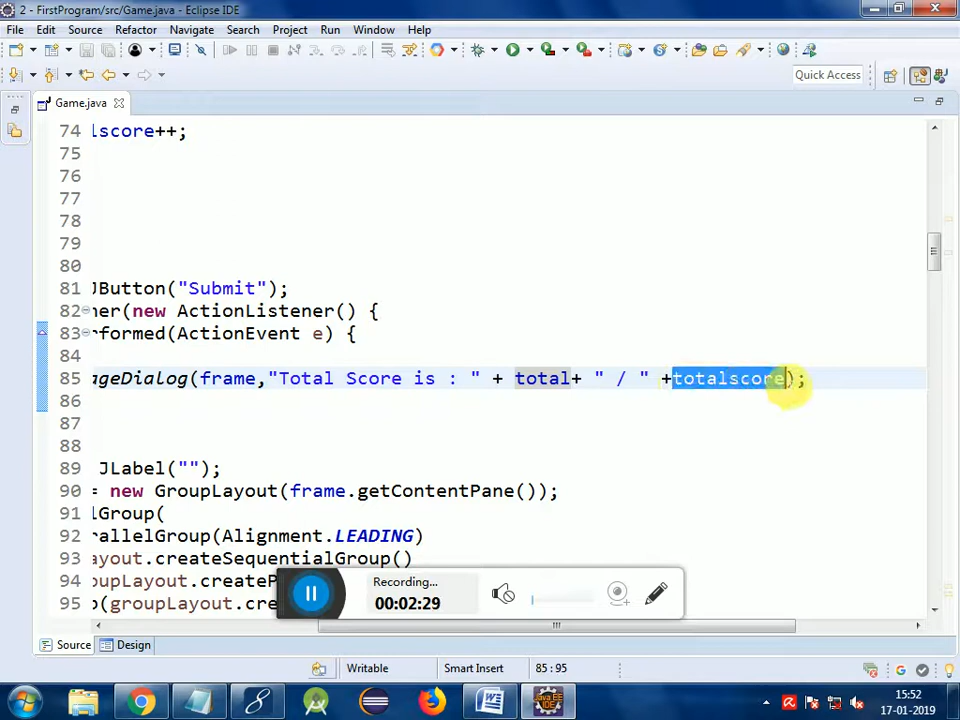 2 - FirstProgram/src/Game.java - Eclipse IDE
File Edit Source Refactor Navigate Search Project Run Window Help
Quick Access
Game.java
74 lscore++;
75
76
77
78
79
80
81 JButton("Submit");
82 ner(new ActionListener() {
83 rformed(ActionEvent e) {
84
85 ageDialog(frame,"Total Score is : " + total+ " / " +totalscore);
86
87
88
89 JLabel("");
90 = new GroupLayout(frame.getContentPane());
91 lGroup(
92 rallelGroup(Alignment.LEADING)
93 ayout.createSequentialGroup()
94 oupLayout.createP
95 p(groupLayout.cre
Recording...
00:02:29
Source Design
Writable Smart Insert 85 : 95
15:52
17-01-2019